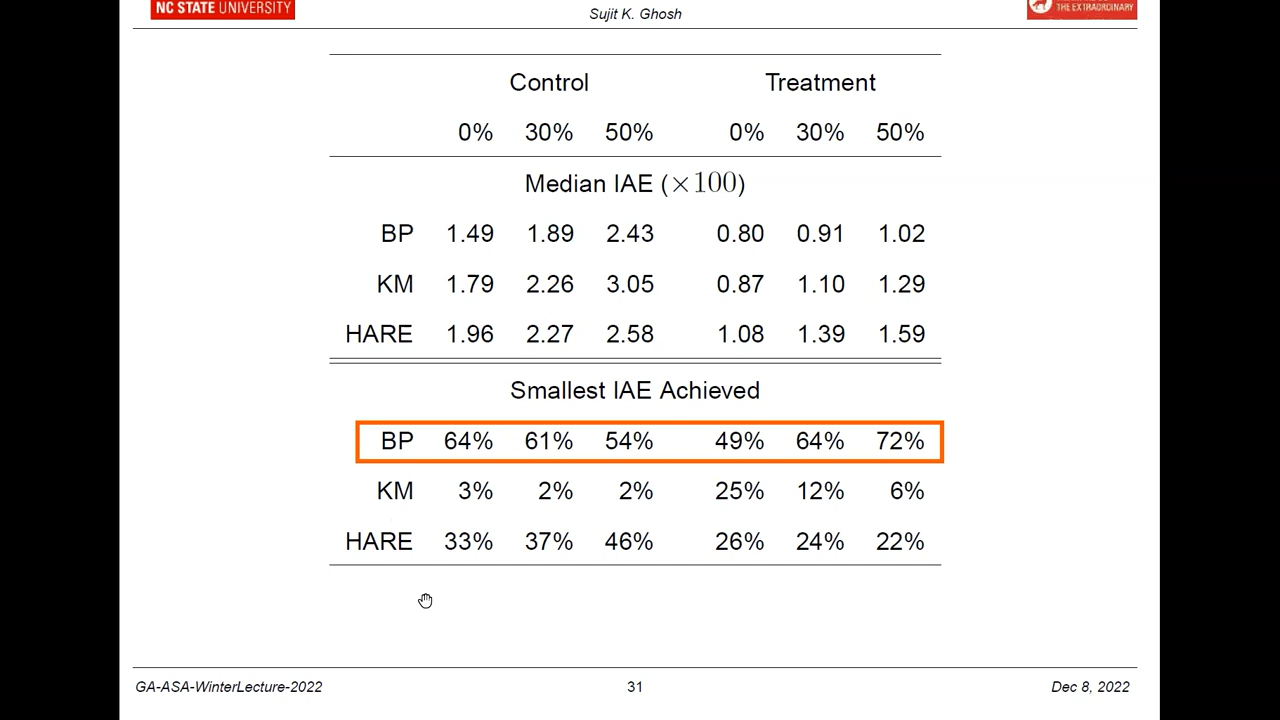 NC STATE UNIVERSITY
Sujit K. Ghosh
THE EXTRAORDINARY
Control Treatment
0% 30% 50% 0% 30% 50%
Median IAE (×100)
BP 1.49 1.89 2.43 0.80 0.91 1.02
KM 1.79 2.26 3.05 0.87 1.10 1.29
HARE 1.96 2.27 2.58 1.08 1.39 1.59
Smallest IAE Achieved
BP 64% 61% 54% 49% 64% 72%
KM 3% 2% 2% 25% 12% 6%
HARE 33% 37% 46% 26% 24% 22%
GA-ASA-WinterLecture-2022 31 Dec 8, 2022